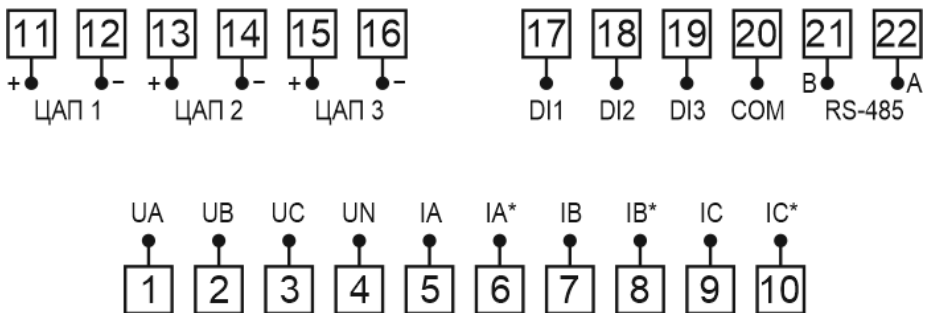 11 12 13 14 15 16 17 18 19 20 21 22
+ − + − + − B A
ЦАП 1 ЦАП 2 ЦАП 3 DI1 DI2 DI3 COM RS-485
UA UB UC UN IA IA* IB IB* IC IC*
1 2 3 4 5 6 7 8 9 10